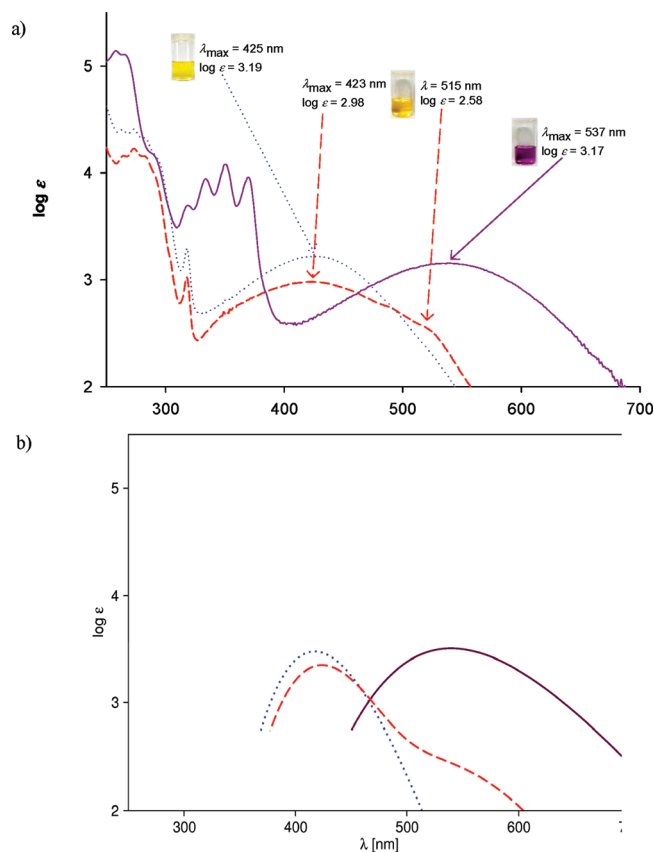 a)
λmax = 425 nm
log ε = 3.19
λmax = 423 nm
log ε = 2.98
λ = 515 nm
log ε = 2.58
λmax = 537 nm
log ε = 3.17
5
4
3
2
log ε
300 400 500 600 700
b)
5
4
3
2
log ε
300 400 500 600
λ [nm]